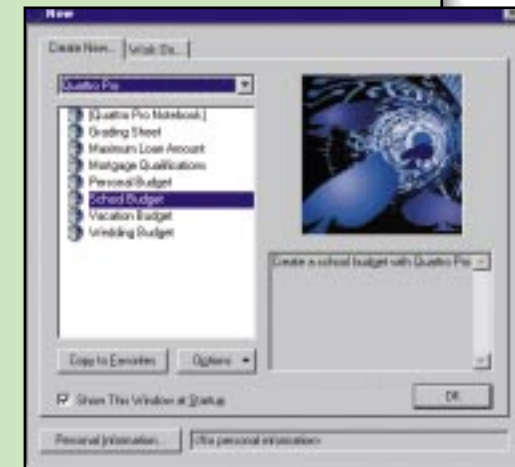 New
Create New... Work On...
Quattro Pro
[Quattro Pro Notebook]
Grading Sheet
Maximum Loan Amount
Mortgage Qualifications
Personal Budget
School Budget
Vacation Budget
Wedding Budget
Create a school budget with Quattro Pro
Copy to Favorites Options
Show This Window at Startup OK
Personal Information... <No personal information>